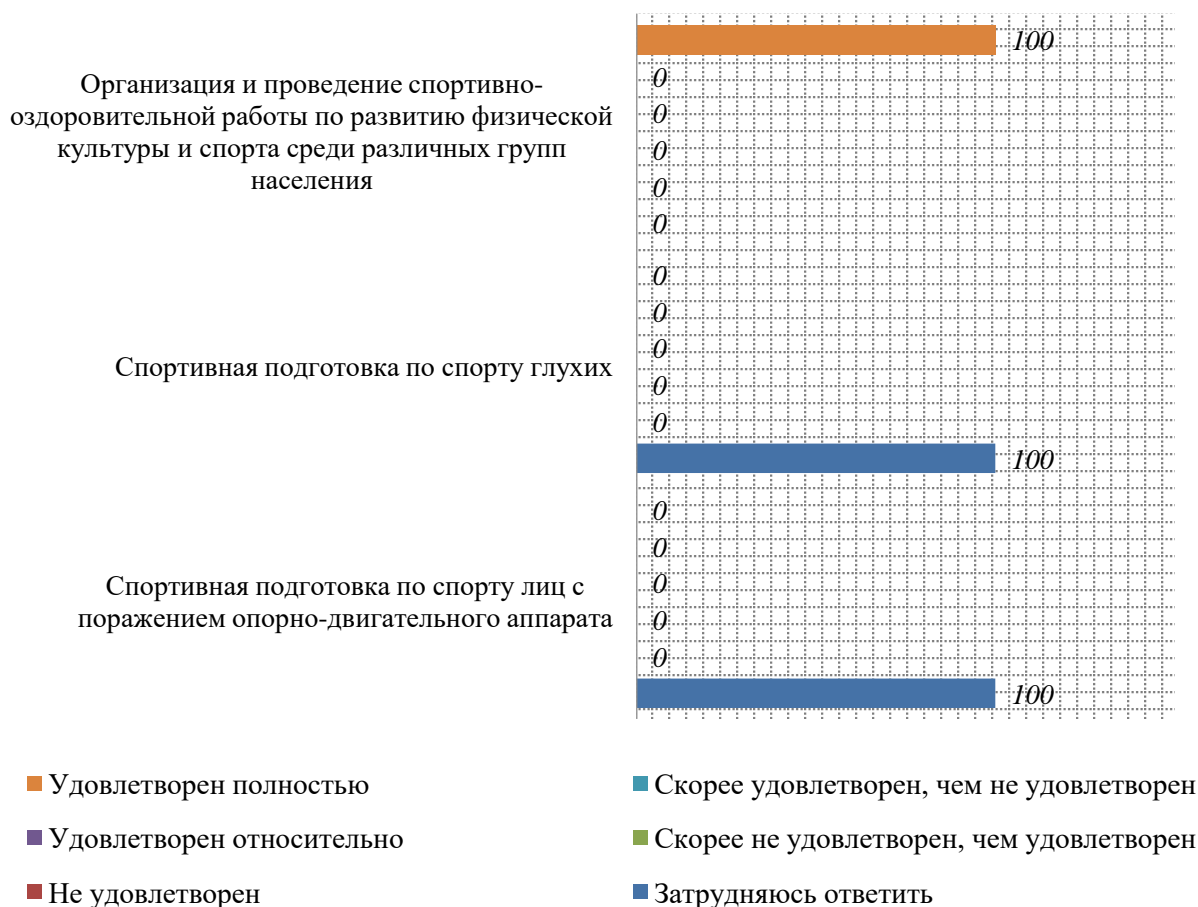 100
0
Организация и проведение спортивно-
оздоровительной работы по развитию физической
культуры и спорта среди различных групп
населения
0
0
0
0
0
0
0
Спортивная подготовка по спорту глухих
0
0
100
0
0
Спортивная подготовка по спорту лиц с
поражением опорно-двигательного аппарата
0
0
0
100
Удовлетворен полностью
Скорее удовлетворен, чем не удовлетворен
Удовлетворен относительно
Скорее не удовлетворен, чем удовлетворен
Не удовлетворен
Затрудняюсь ответить